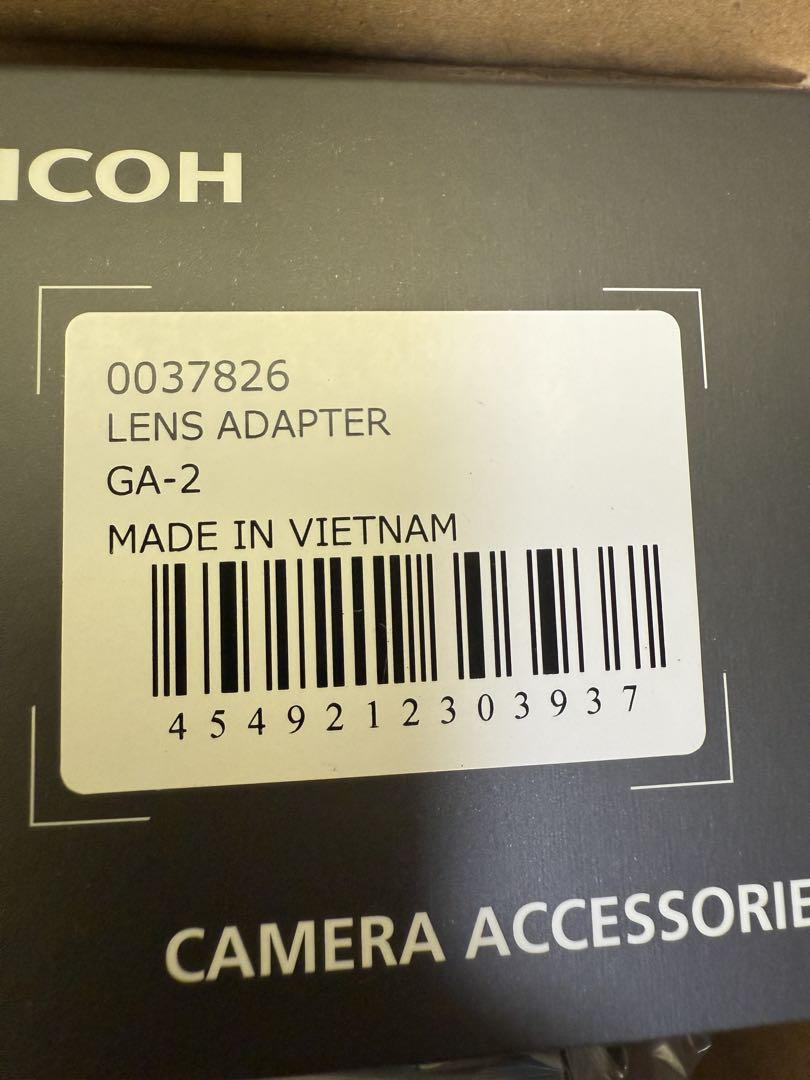 ICOH
0037826
LENS ADAPTER
GA-2
MADE IN VIETNAM
4549212303937
CAMERA ACCESSORIE